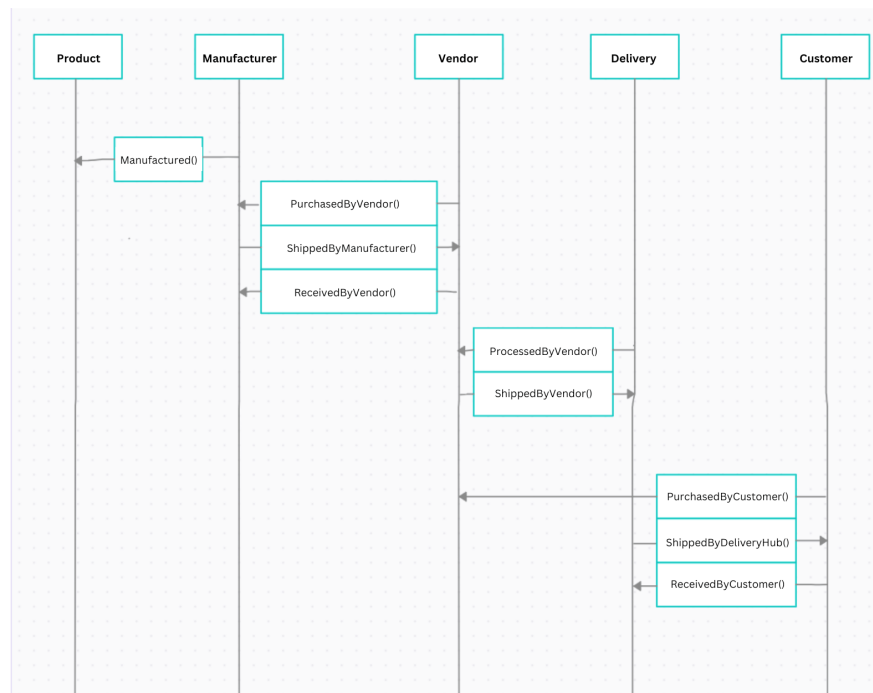 Product
Manufacturer
Vendor
Delivery
Customer
Manufactured()
PurchasedByVendor()
ShippedByManufacturer()
ReceivedByVendor()
ProcessedByVendor()
ShippedByVendor()
PurchasedByCustomer()
ShippedByDeliveryHub()
ReceivedByCustomer()